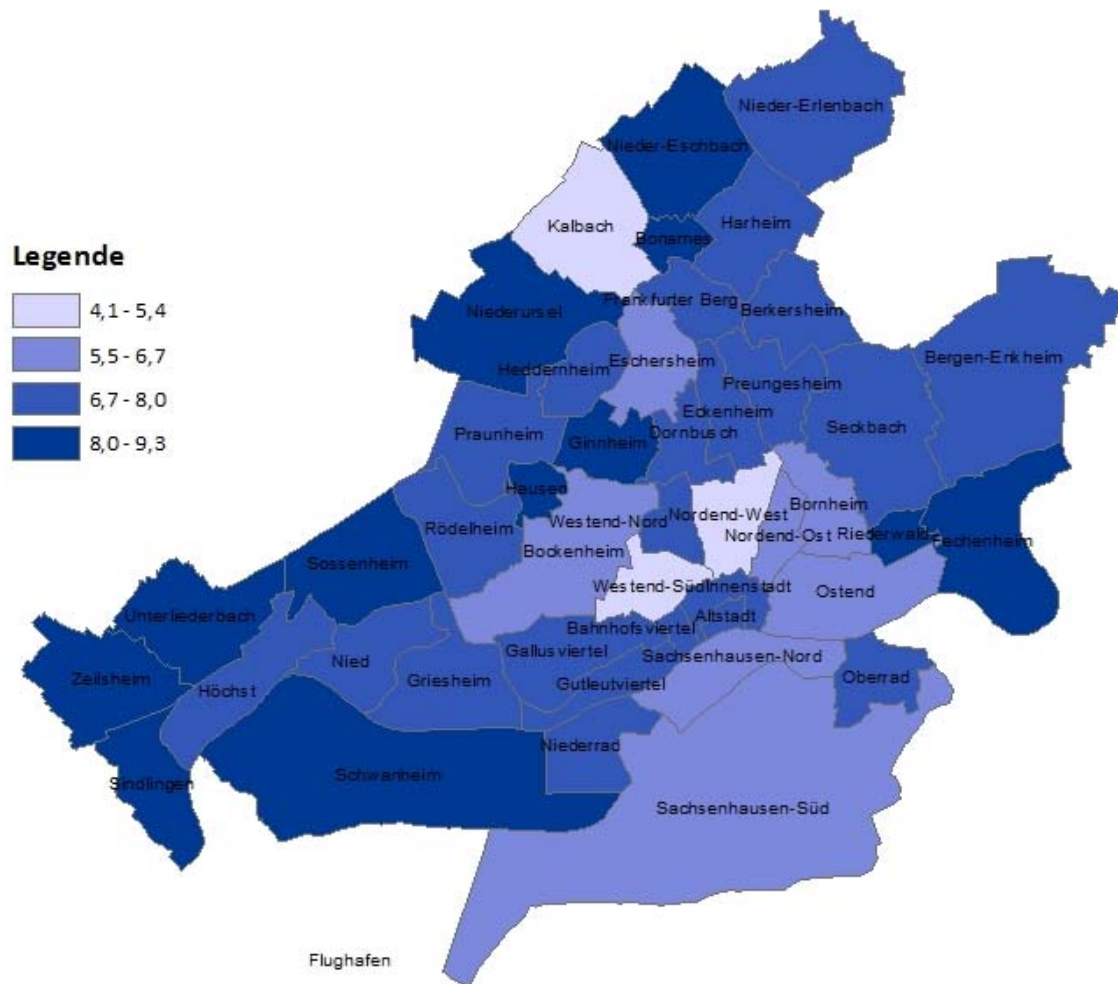 Nieder-Erlenbach
Nieder-Eschbach
Kalbach
Harheim
Bonames
Legende
4,1 - 5,4
5,5 - 6,7
6,7 - 8,0
8,0 - 9,3
Niederursel
Frankfurter Berg
Berkersheim
Eschersheim
Bergen-Enkheim
Heddernheim
Preungesheim
Eckenheim
Seckbach
Praunheim
Dornbusch
Ginnheim
Hausen
Bornheim
Westend-Nord
Nordend-West
Rödelheim
Nordend-Ost
Riederwald
Fechenheim
Bockenheim
Sossenheim
Westend-Süd
Innenstadt
Ostend
Unterliederbach
Altstadt
Bahnhofsviertel
Gallusviertel
Sachsenhausen-Nord
Nied
Zeilsheim
Höchst
Griesheim
Gutleutviertel
Oberrad
Niederrad
Schwanheim
Sindlingen
Sachsenhausen-Süd
Flughafen